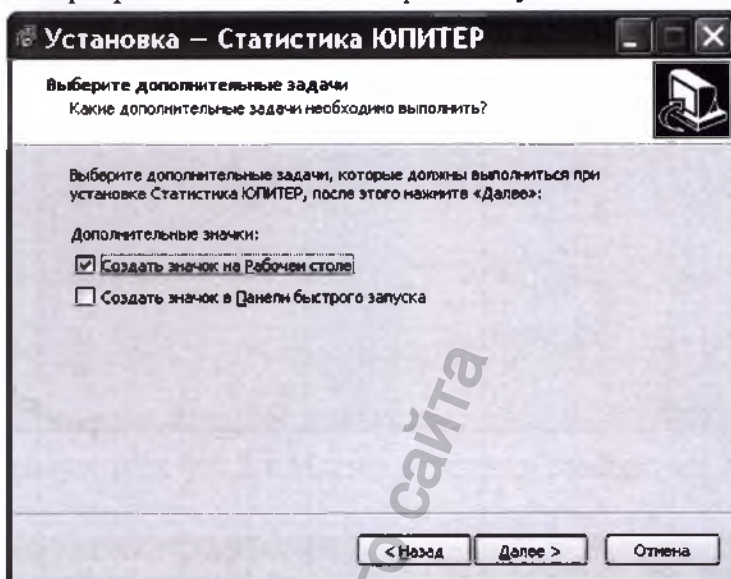 Установка — Статистика ЮПИТЕР
Выберите дополнительные задачи
Какие дополнительные задачи необходимо выполнить?
Выберите дополнительные задачи, которые должны выполниться при
установке Статистика ЮПИТЕР, после этого нажмите «Далее»:
Дополнительные значки:
Создать значок на Рабочем столе
Создать значок в Панели быстрого запуска
сайта
< Назад Далее > Отмена